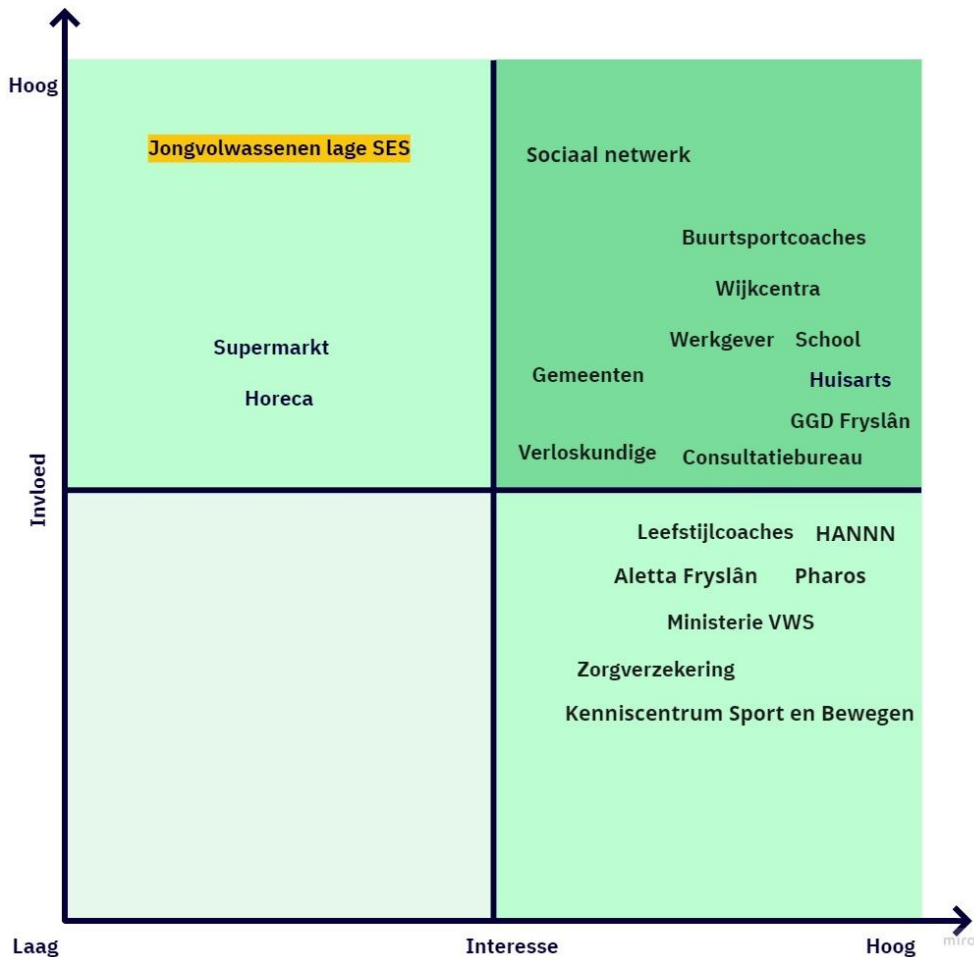 Hoog
Jongvolwassenen lage SES
Sociaal netwerk
Buurtsportcoaches
Wijkcentra
Werkgever School
Supermarkt
Gemeenten
Huisarts
Horeca
GGD Fryslân
Verloskundige
Consultatiebureau
Invloed
Leefstijlcoaches HANNN
Aletta Fryslân Pharos
Ministerie VWS
Zorgverzekering
Kenniscentrum Sport en Bewegen
Laag
Interesse
Hoog
miro